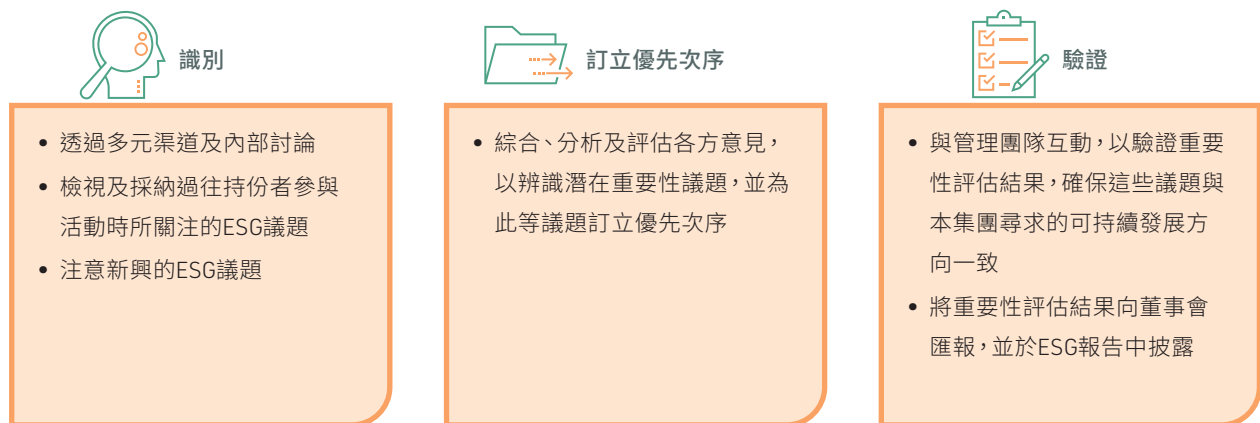 識別
• 透過多元渠道及內部討論
• 檢視及採納過往持份者參與
活動時所關注的ESG議題
• 注意新興的ESG議題
訂立優先次序
• 綜合、分析及評估各方意見，
以辨識潛在重要性議題，並為
此等議題訂立優先次序
驗證
• 與管理團隊互動，以驗證重要
性評估結果，確保這些議題與
本集團尋求的可持續發展方
向一致
• 將重要性評估結果向董事會
匯報，並於ESG報告中披露